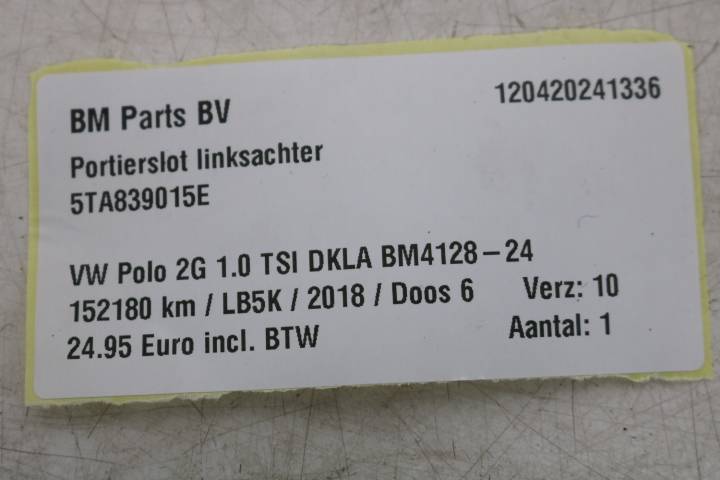 BM Parts BV 120420241336
Portierslot linksachter
5TA839015E
VW Polo 2G 1.0 TSI DKLA BM4128-24
152180 km / LB5K / 2018 / Doos 6 Verz: 10
24.95 Euro incl. BTW Aantal: 1